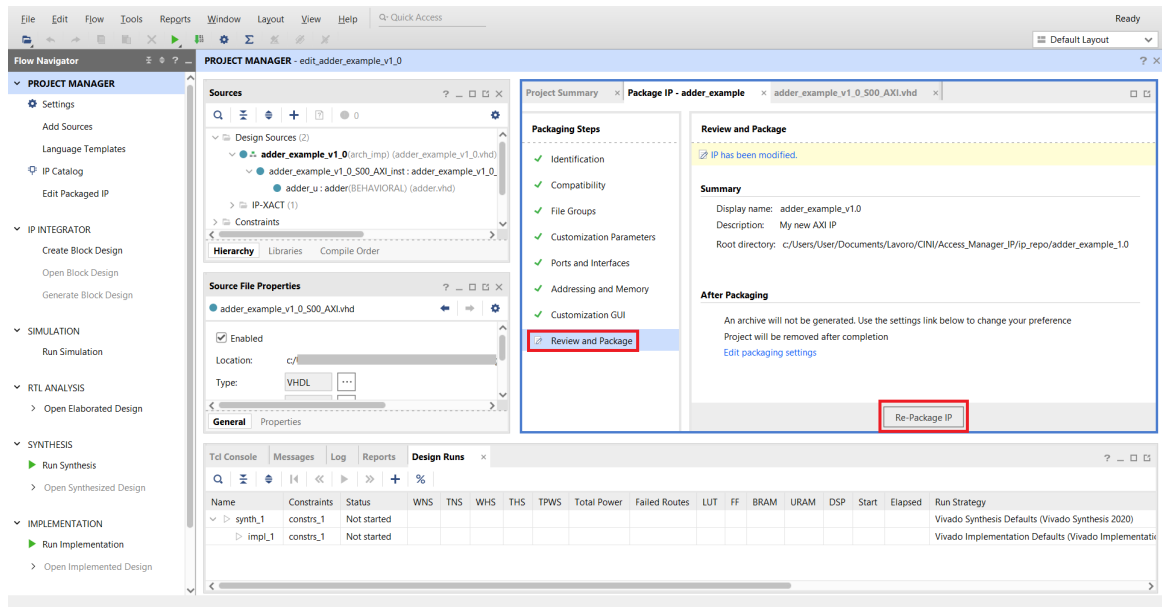 File Edit Flow Tools Reports Window Layout View Help Quick Access Ready
Default Layout
Flow Navigator
PROJECT MANAGER
Settings
Add Sources
Language Templates
IP Catalog
Edit Packaged IP
IP INTEGRATOR
Create Block Design
Open Block Design
Generate Block Design
SIMULATION
Run Simulation
RTL ANALYSIS
Open Elaborated Design
SYNTHESIS
Run Synthesis
Open Synthesized Design
IMPLEMENTATION
Run Implementation
Open Implemented Design
PROJECT MANAGER - edit_adder_example_v1_0
Sources
0
Design Sources (2)
adder_example_v1_0(arch_imp) (adder_example_v1_0.vhd)
adder_example_v1_0_S00_AXI_inst : adder_example_v1_0_
adder_u : adder(BEHAVIORAL) (adder.vhd)
IP-XACT (1)
Constraints
Hierarchy Libraries Compile Order
Source File Properties
adder_example_v1_0_S00_AXI.vhd
Enabled
Location: c:/
Type: VHDL
General Properties
Project Summary Package IP - adder_example adder_example_v1_0_S00_AXI.vhd
Packaging Steps
Identification
Compatibility
File Groups
Customization Parameters
Ports and Interfaces
Addressing and Memory
Customization GUI
Review and Package
Review and Package
IP has been modified.
Summary
Display name: adder_example_v1.0
Description: My new AXI IP
Root directory: c:/Users/User/Documents/Lavoro/CINI/Access_Manager_IP/ip_repo/adder_example_1.0
After Packaging
An archive will not be generated. Use the settings link below to change your preference
Project will be removed after completion
Edit packaging settings
Re-Package IP
Tcl Console Messages Log Reports Design Runs
Name Constraints Status WNS TNS WHS THS TPWS Total Power Failed Routes LUT FF BRAM URAM DSP Start Elapsed Run Strategy
synth_1 constrs_1 Not started Vivado Synthesis Defaults (Vivado Synthesis 2020)
impl_1 constrs_1 Not started Vivado Implementation Defaults (Vivado Implementatio